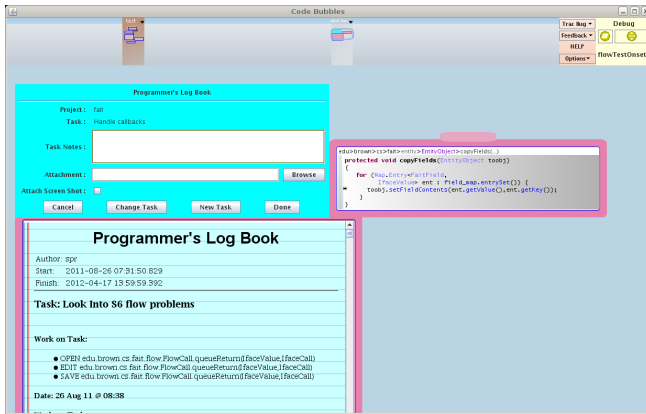 Code Bubbles
Trac Bug
Debug
Feedback
HELP
Options
flowTestOnset
Programmer's Log Book
Project : fait
Task : Handle callbacks
Task Notes :
Attachment :
Browse
Attach Screen Shot :
Cancel
Change Task
New Task
Done
edu>brown>cs>fait>entity>EntityObject>copyFields(..)
protected void copyFields(EntityObject toobj)
{
for (Map.Entry<FaitField,
IfaceValue> ent : field_map.entrySet()) {
toobj.setFieldContents(ent.getValue(),ent.getKey());
}
}
Programmer's Log Book
Author: spr
Start: 2011-08-26 07:31:50.829
Finish: 2012-04-17 13:59:59.392
Task: Look into S6 flow problems
Work on Task:
● OPEN edu.brown.cs.fait.flow.FlowCall.queueReturn(IfaceValue,IfaceCall)
● EDIT edu.brown.cs.fait.flow.FlowCall.queueReturn(IfaceValue,IfaceCall)
● SAVE edu.brown.cs.fait.flow.FlowCall.queueReturn(IfaceValue,IfaceCall)
Date: 26 Aug 11 @ 08:38